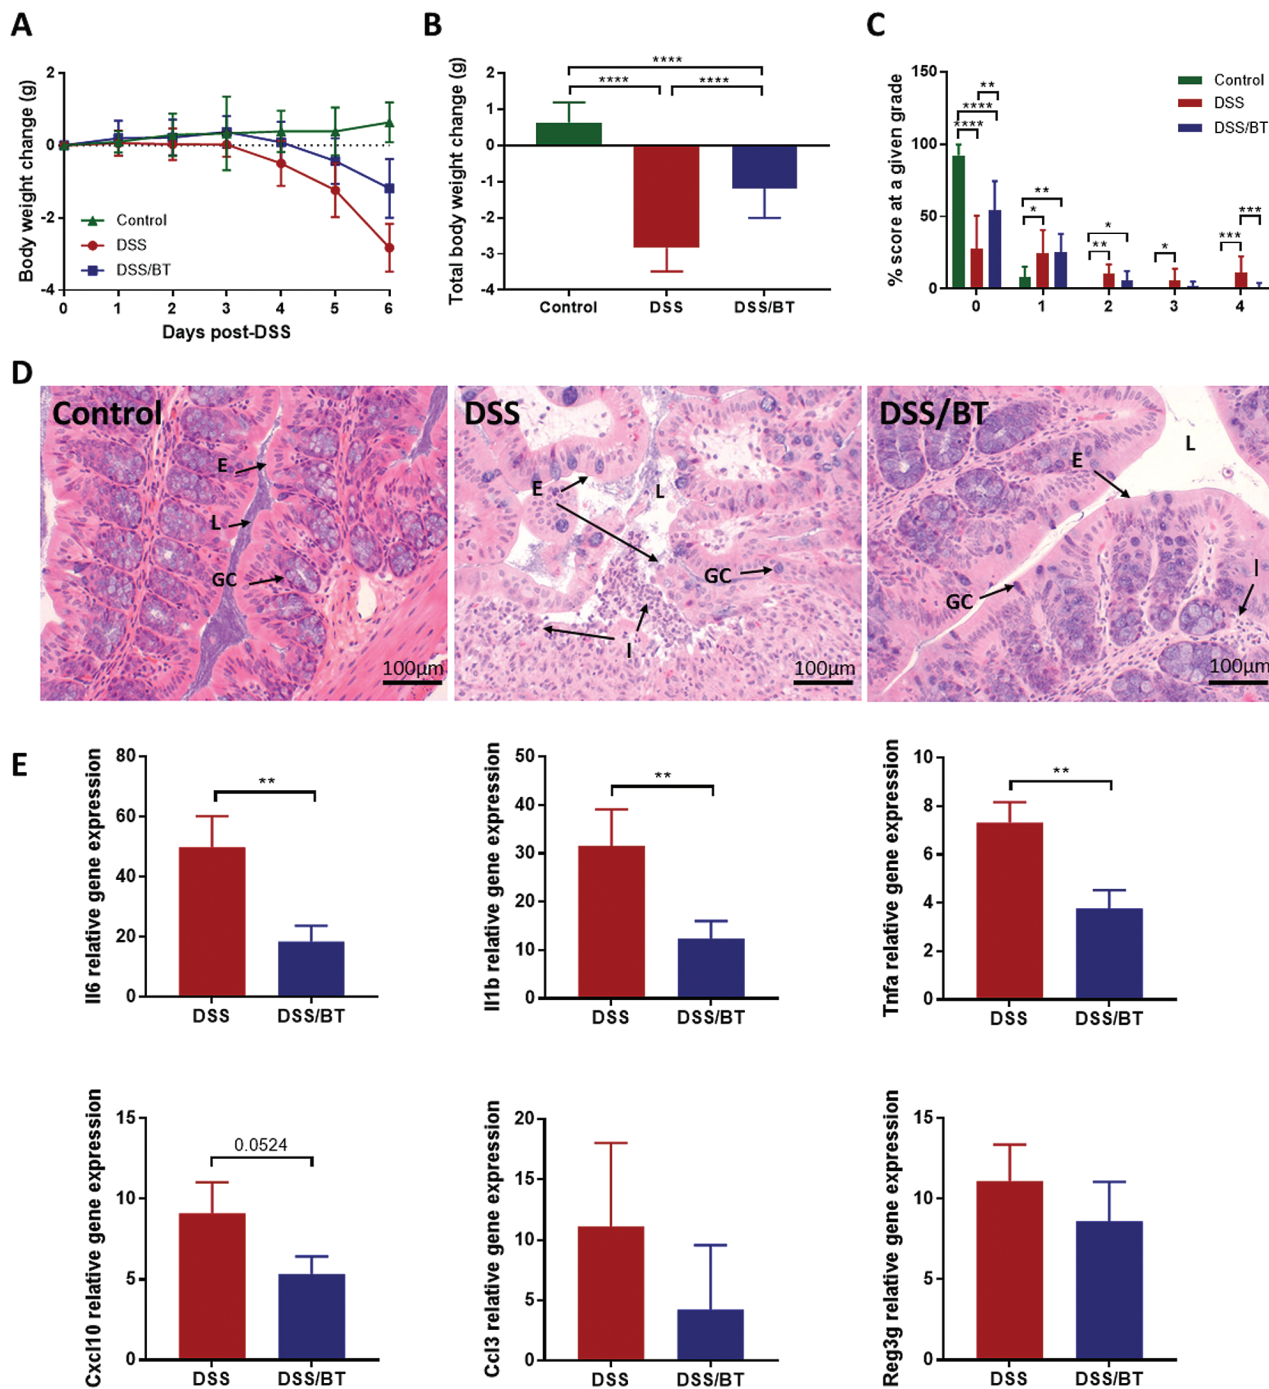 A
Body weight change (g)
2
0
-2
-4
Control
DSS
DSS/BT
0 1 2 3 4 5 6
Days post-DSS
B
Total body weight change (g)
2
1
0
-1
-2
-3
-4
****
**** ****
Control DSS DSS/BT
C
% score at a given grade
150
100
50
0
Control
DSS
DSS/BT
**
****
****
**
*
*
**
*
***
***
0 1 2 3 4
D
Control
E
L
GC
100µm
DSS
E
L
GC
I
100µm
DSS/BT
L
E
GC
I
100µm
E
Il6 relative gene expression
80
60
40
20
0
**
DSS DSS/BT
Il1b relative gene expression
50
40
30
20
10
0
**
DSS DSS/BT
Tnfa relative gene expression
10
8
6
4
2
0
**
DSS DSS/BT
Cxcl10 relative gene expression
15
10
5
0
0.0524
DSS DSS/BT
Ccl3 relative gene expression
20
15
10
5
0
DSS DSS/BT
Reg3g relative gene expression
15
10
5
0
DSS DSS/BT